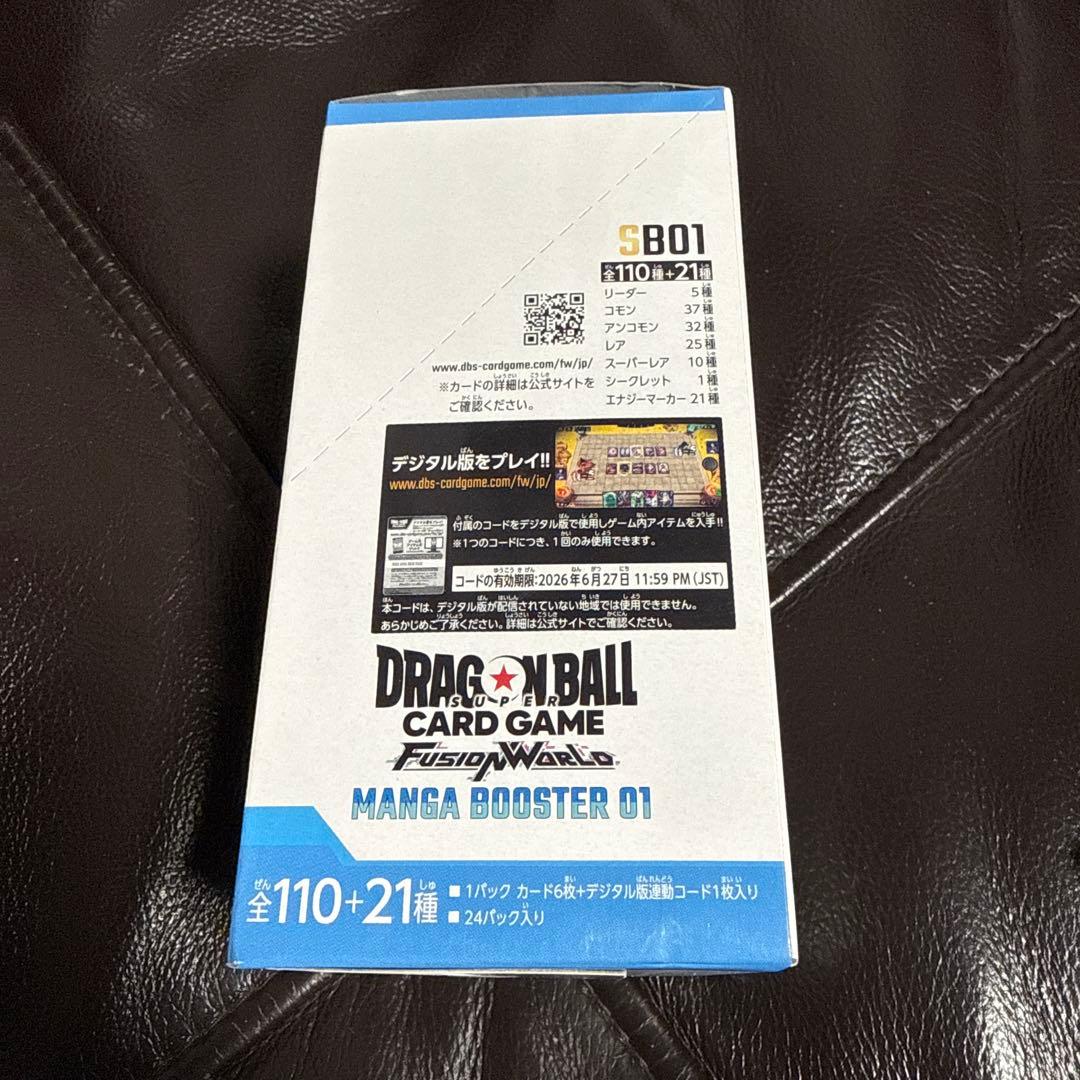 SB01
全110種+21種
リーダー 5種
コモン 37種
アンコモン 32種
レア 25種
スーパーレア 10種
シークレット 1種
エナジーマーカー 21種
www.dbs-cardgame.com/fw/jp/
※カードの詳細は公式サイトを
ご確認ください。
デジタル版をプレイ!!
www.dbs-cardgame.com/fw/jp/
付属のコードをデジタル版で使用しゲーム内アイテムを入手!!
※1つのコードにつき、1回のみ使用できます。
コードの有効期限:2026年6月27日 11:59 PM (JST)
本コードは、デジタル版が配信されていない地域では使用できません。
あらかじめご了承ください。詳細は公式サイトでご確認ください。
DRAGON BALL
SUPER
CARD GAME
FUSION WORLD
MANGA BOOSTER 01
全110+21種
■ 1パック カード6枚+デジタル版連動コード1枚入り
■ 24パック入り